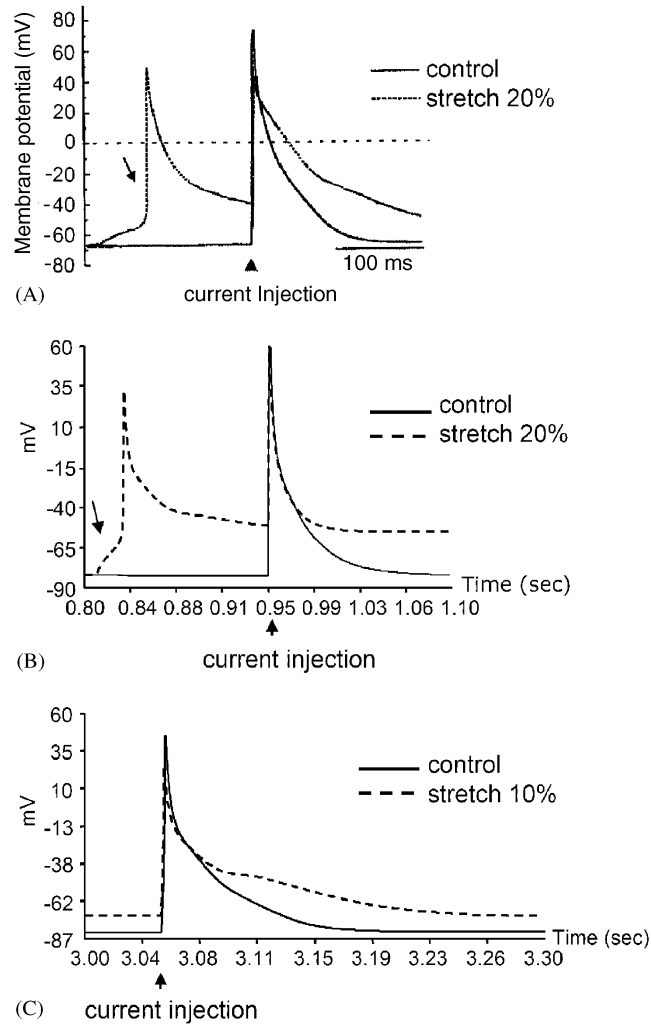 Membrane potential (mV)
80
60
40
20
0
-20
-40
-60
-80
control
stretch 20%
100 ms
(A)
current Injection
mV
60
35
10
-15
-40
-65
-90
control
stretch 20%
0.80 0.84 0.88 0.91 0.95 0.99 1.03 1.06 1.10
Time (sec)
(B)
current injection
mV
60
35
10
-13
-38
-62
-87
control
stretch 10%
Time (sec)
3.00 3.04 3.08 3.11 3.15 3.19 3.23 3.26 3.30
(C)
current injection